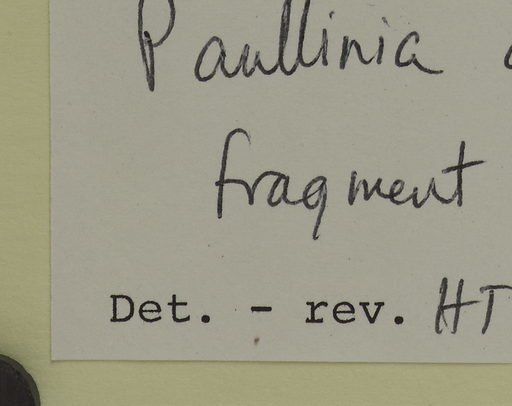 Paullinia
fragment
Det. - rev. HT